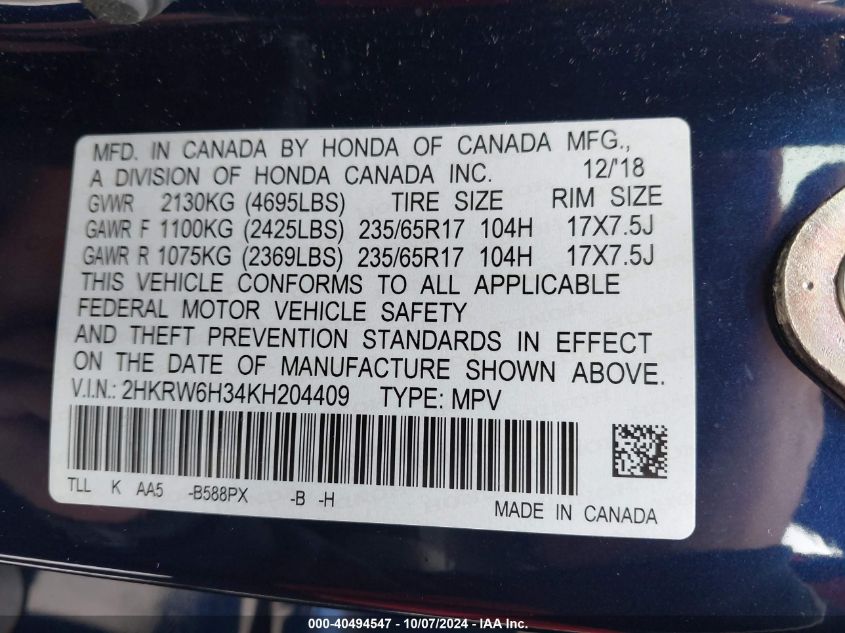 MFD. IN CANADA BY HONDA OF CANADA MFG.,
A DIVISION OF HONDA CANADA INC. 12/'18
GVWR 2130KG (4695LBS) TIRE SIZE RIM SIZE
GAWR F 1100KG (2425LBS) 235/65R17 104H 17X7.5J
GAWR R 1075KG (2369LBS) 235/65R17 104H 17X7.5J
THIS VEHICLE CONFORMS TO ALL APPLICABLE
FEDERAL MOTOR VEHICLE SAFETY
AND THEFT PREVENTION STANDARDS IN EFFECT
ON THE DATE OF MANUFACTURE SHOWN ABOVE.
V.I.N.: 2HKRW6H34KH204409 TYPE: MPV
TLL K AA5 -B588PX -B -H
MADE IN CANADA
000-40494547 - 10/07/2024 - IAA Inc.